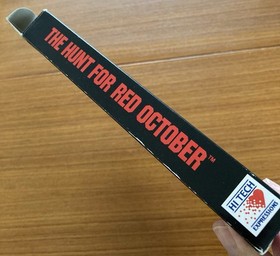 THE HUNT FOR RED OCTOBER™
HI TECH
EXPRESSIONS